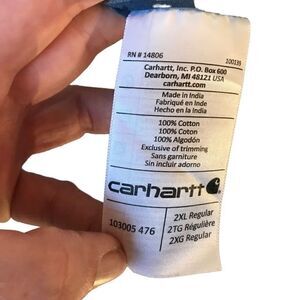 RN # 14806 100135
Carhartt, Inc. P.O. Box 600
Dearborn, MI 48121 USA
carhartt.com
Made in India
Fabriqué en Inde
Hecho en la India
100% Cotton
100% Coton
100% Algodón
Exclusive of trimming
Sans garniture
Sin incluir adorno
carhartt
103005 476
2XL Regular
2TG Régulière
2XG Regular